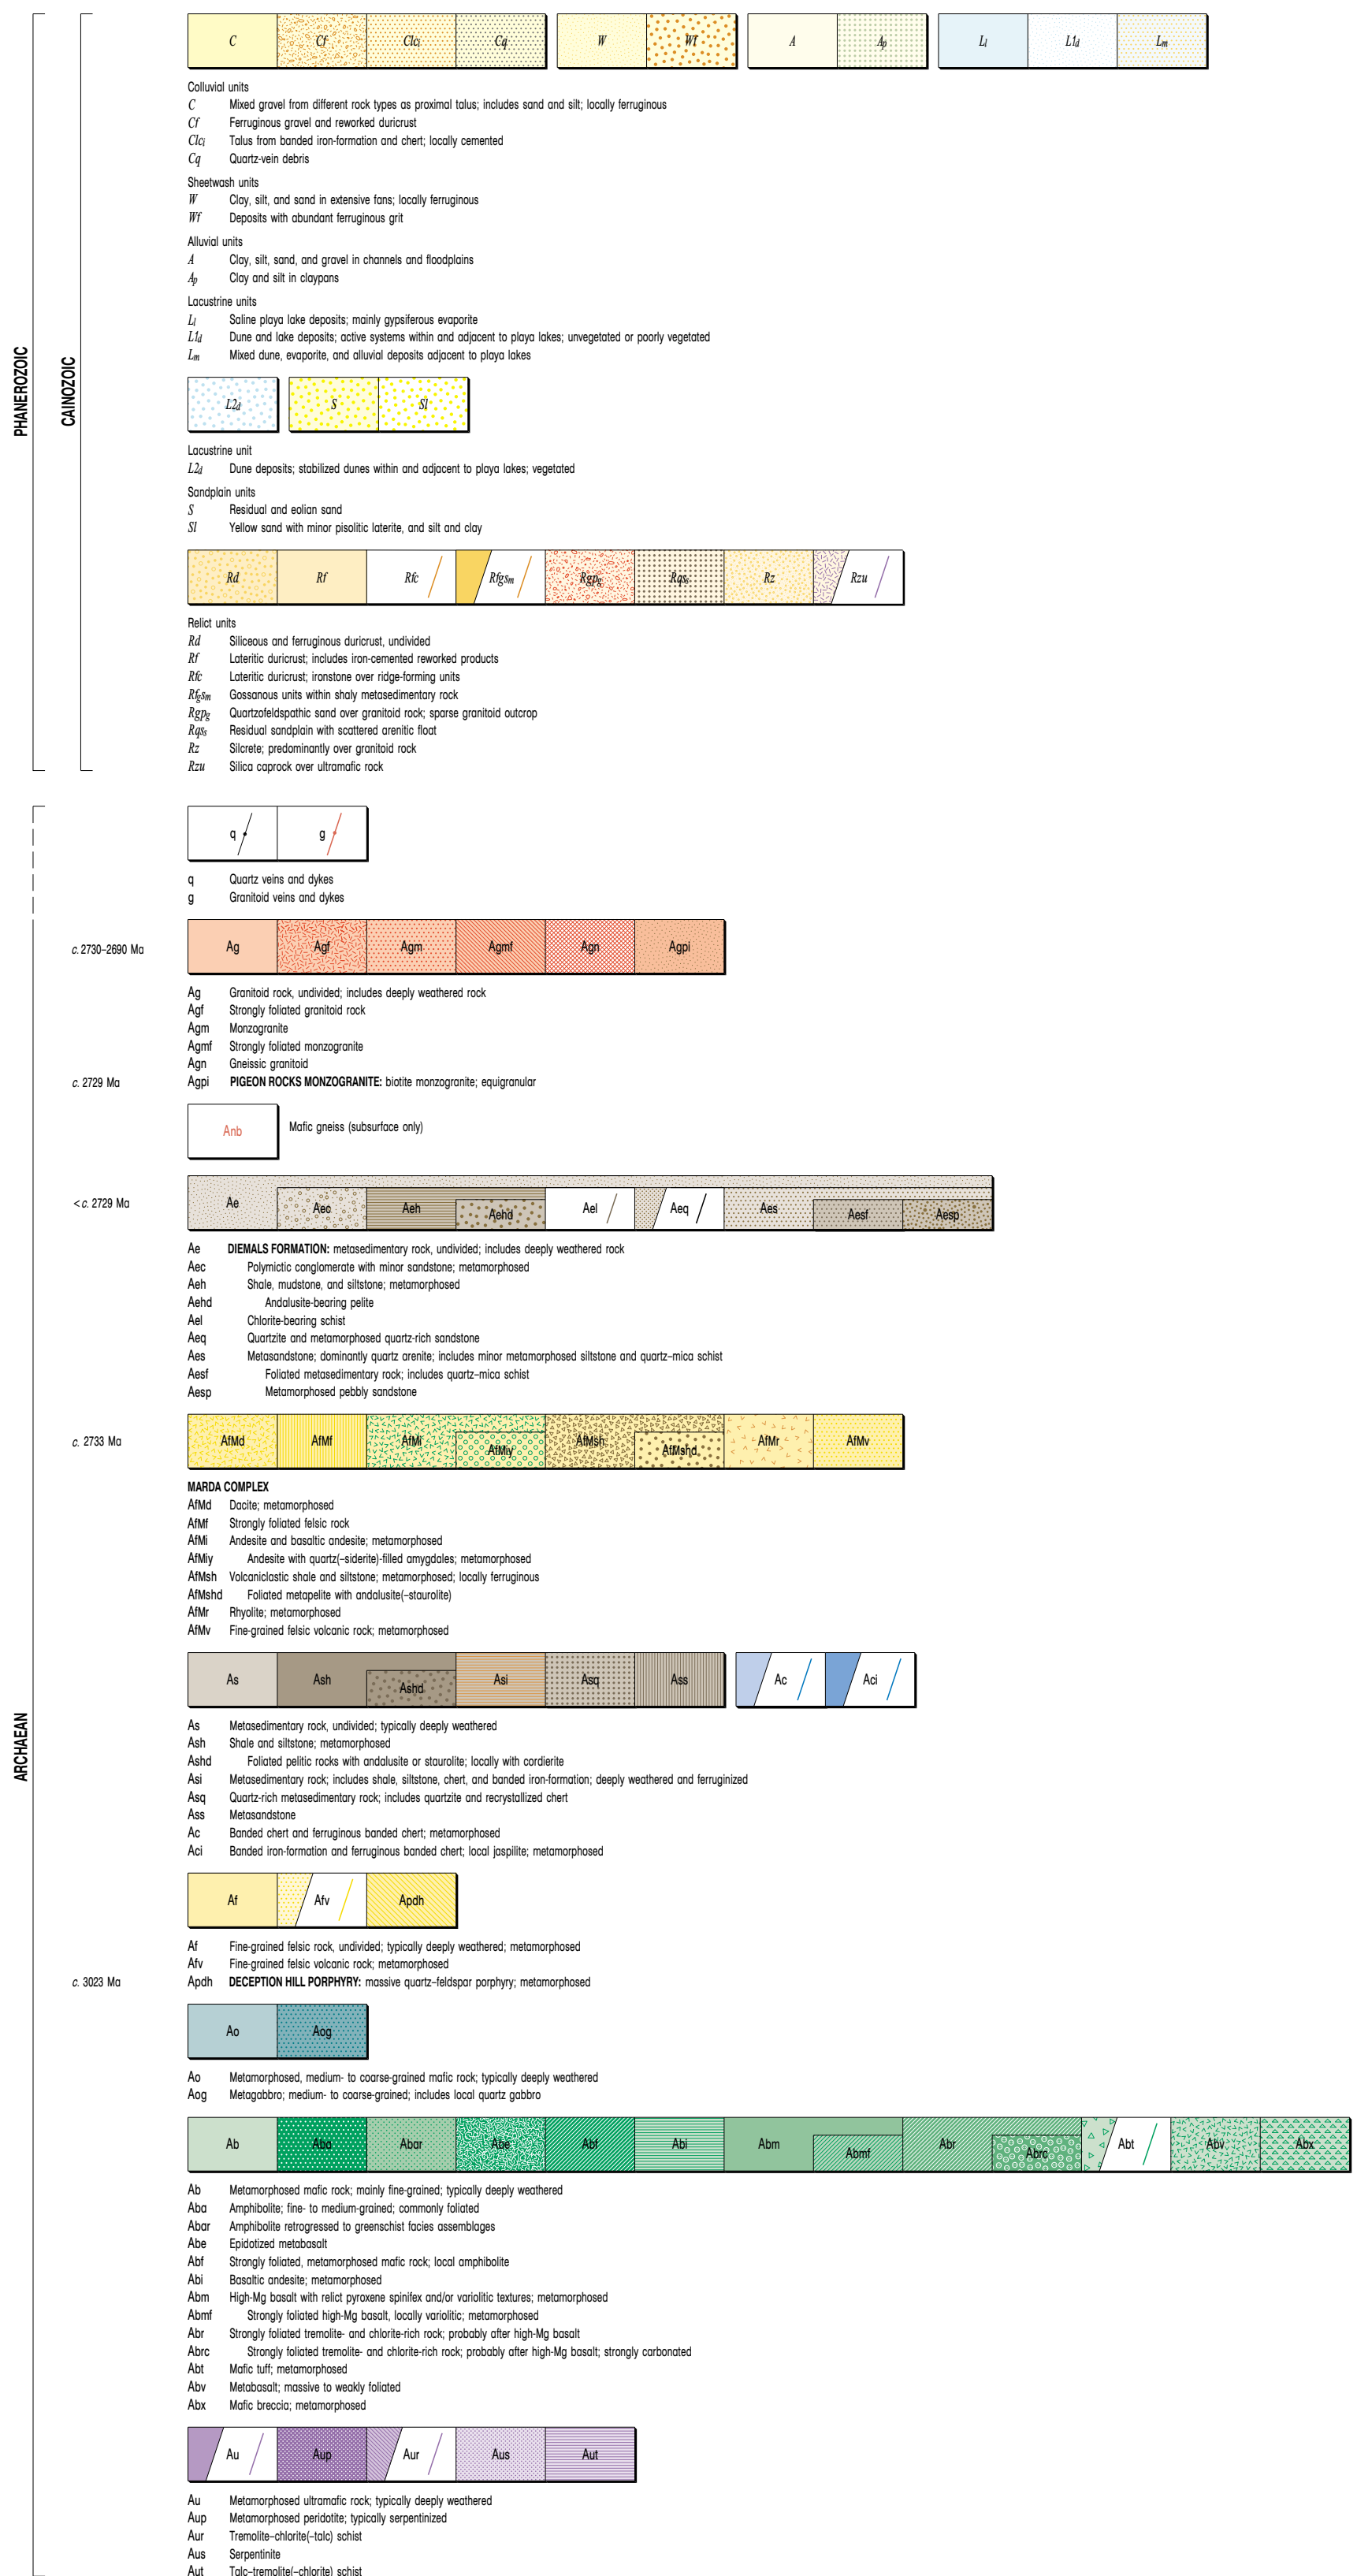 C Cf Clci Cq W Wf A Ap Ll L1d Lm
Colluvial units
C Mixed gravel from different rock types as proximal talus; includes sand and silt; locally ferruginous
Cf Ferruginous gravel and reworked duricrust
Clci Talus from banded iron-formation and chert; locally cemented
Cq Quartz-vein debris
Sheetwash units
W Clay, silt, and sand in extensive fans; locally ferruginous
Wf Deposits with abundant ferruginous grit
Alluvial units
A Clay, silt, sand, and gravel in channels and floodplains
Ap Clay and silt in claypans
Lacustrine units
Ll Saline playa lake deposits; mainly gypsiferous evaporite
L1d Dune and lake deposits; active systems within and adjacent to playa lakes; unvegetated or poorly vegetated
Lm Mixed dune, evaporite, and alluvial deposits adjacent to playa lakes
PHANEROZOIC
CAINOZOIC
L2d S Sl
Lacustrine unit
L2d Dune deposits; stabilized dunes within and adjacent to playa lakes; vegetated
Sandplain units
S Residual and eolian sand
Sl Yellow sand with minor pisolitic laterite, and silt and clay
Rd Rf Rfc Rfgsm Rgpg Rqss Rz Rzu
Relict units
Rd Siliceous and ferruginous duricrust, undivided
Rf Lateritic duricrust; includes iron-cemented reworked products
Rfc Lateritic duricrust; ironstone over ridge-forming units
Rfgsm Gossanous units within shaly metasedimentary rock
Rgpg Quartzofeldspathic sand over granitoid rock; sparse granitoid outcrop
Rqss Residual sandplain with scattered arenitic float
Rz Silcrete; predominantly over granitoid rock
Rzu Silica caprock over ultramafic rock
q g
q Quartz veins and dykes
g Granitoid veins and dykes
c. 2730–2690 Ma Ag Agf Agm Agmf Agn Agpi
Ag Granitoid rock, undivided; includes deeply weathered rock
Agf Strongly foliated granitoid rock
Agm Monzogranite
Agmf Strongly foliated monzogranite
Agn Gneissic granitoid
c. 2729 Ma Agpi PIGEON ROCKS MONZOGRANITE: biotite monzogranite; equigranular
Anb Mafic gneiss (subsurface only)
<c. 2729 Ma Ae Aec Aeh Aehd Ael Aeq Aes Aesf Aesp
Ae DIEMALS FORMATION: metasedimentary rock, undivided; includes deeply weathered rock
Aec Polymictic conglomerate with minor sandstone; metamorphosed
Aeh Shale, mudstone, and siltstone; metamorphosed
Aehd Andalusite-bearing pelite
Ael Chlorite-bearing schist
Aeq Quartzite and metamorphosed quartz-rich sandstone
Aes Metasandstone; dominantly quartz arenite; includes minor metamorphosed siltstone and quartz–mica schist
Aesf Foliated metasedimentary rock; includes quartz–mica schist
Aesp Metamorphosed pebbly sandstone
c. 2733 Ma AfMd AfMf AfMi AfMiy AfMsh AfMshd AfMr AfMv
MARDA COMPLEX
AfMd Dacite; metamorphosed
AfMf Strongly foliated felsic rock
AfMi Andesite and basaltic andesite; metamorphosed
AfMiy Andesite with quartz(–siderite)-filled amygdales; metamorphosed
AfMsh Volcaniclastic shale and siltstone; metamorphosed; locally ferruginous
AfMshd Foliated metapelite with andalusite(–staurolite)
AfMr Rhyolite; metamorphosed
AfMv Fine-grained felsic volcanic rock; metamorphosed
As Ash Ashd Asi Asq Ass Ac Aci
ARCHAEAN
As Metasedimentary rock, undivided; typically deeply weathered
Ash Shale and siltstone; metamorphosed
Ashd Foliated pelitic rocks with andalusite or staurolite; locally with cordierite
Asi Metasedimentary rock; includes shale, siltstone, chert, and banded iron-formation; deeply weathered and ferruginized
Asq Quartz-rich metasedimentary rock; includes quartzite and recrystallized chert
Ass Metasandstone
Ac Banded chert and ferruginous banded chert; metamorphosed
Aci Banded iron-formation and ferruginous banded chert; local jaspilite; metamorphosed
Af Afv Apdh
Af Fine-grained felsic rock, undivided; typically deeply weathered; metamorphosed
Afv Fine-grained felsic volcanic rock; metamorphosed
c. 3023 Ma Apdh DECEPTION HILL PORPHYRY: massive quartz–feldspar porphyry; metamorphosed
Ao Aog
Ao Metamorphosed, medium- to coarse-grained mafic rock; typically deeply weathered
Aog Metagabbro; medium- to coarse-grained; includes local quartz gabbro
Ab Aba Abar Abe Abf Abi Abm Abmf Abr Abrc Abt Abv Abx
Ab Metamorphosed mafic rock; mainly fine-grained; typically deeply weathered
Aba Amphibolite; fine- to medium-grained; commonly foliated
Abar Amphibolite retrogressed to greenschist facies assemblages
Abe Epidotized metabasalt
Abf Strongly foliated, metamorphosed mafic rock; local amphibolite
Abi Basaltic andesite; metamorphosed
Abm High-Mg basalt with relict pyroxene spinifex and/or variolitic textures; metamorphosed
Abmf Strongly foliated high-Mg basalt, locally variolitic; metamorphosed
Abr Strongly foliated tremolite- and chlorite-rich rock; probably after high-Mg basalt
Abrc Strongly foliated tremolite- and chlorite-rich rock; probably after high-Mg basalt; strongly carbonated
Abt Mafic tuff; metamorphosed
Abv Metabasalt; massive to weakly foliated
Abx Mafic breccia; metamorphosed
Au Aup Aur Aus Aut
Au Metamorphosed ultramafic rock; typically deeply weathered
Aup Metamorphosed peridotite; typically serpentinized
Aur Tremolite–chlorite(–talc) schist
Aus Serpentinite
Aut Talc–tremolite(–chlorite) schist